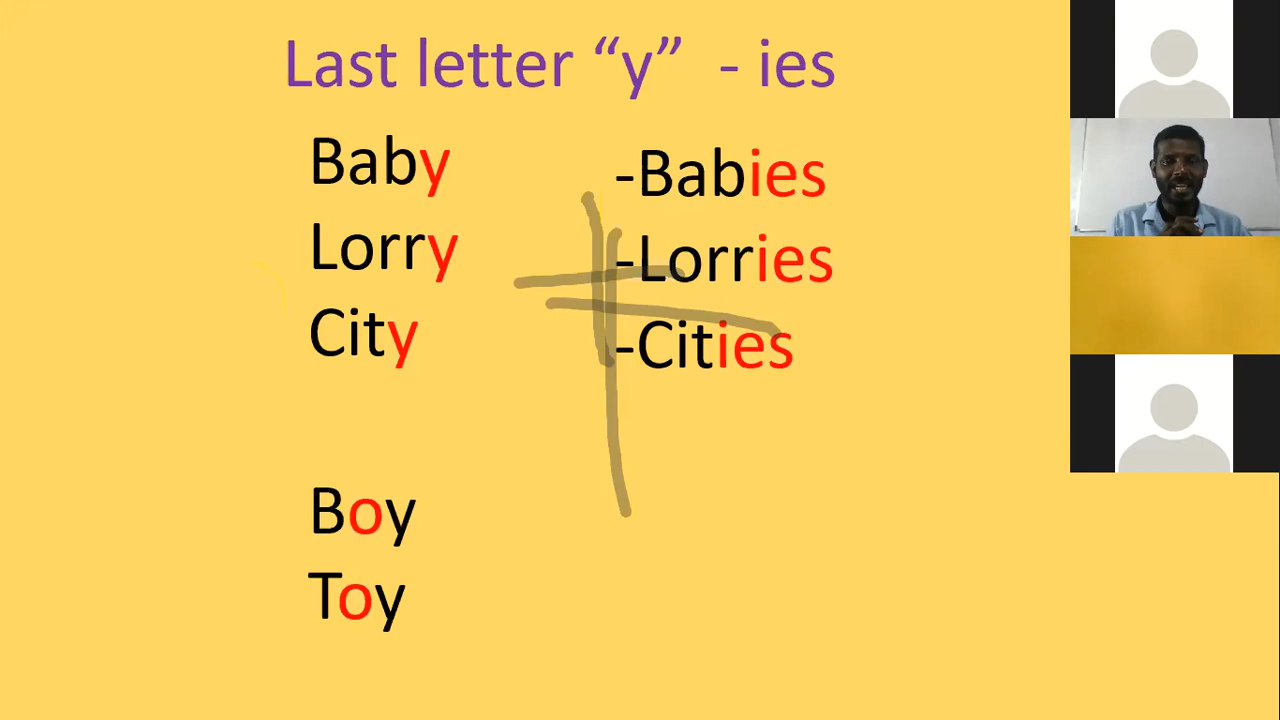 Last letter “y” - ies
Baby -Babies
Lorry -Lorries
City -Cities
Boy
Toy